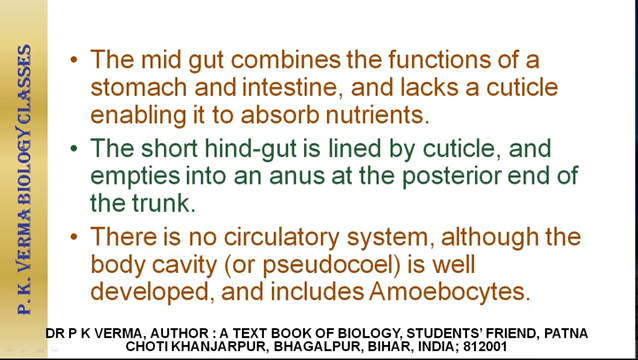 P. K. VERMA BIOLOGY CLASSES
• The mid gut combines the functions of a
stomach and intestine, and lacks a cuticle
enabling it to absorb nutrients.
• The short hind-gut is lined by cuticle, and
empties into an anus at the posterior end of
the trunk.
• There is no circulatory system, although the
body cavity (or pseudocoel) is well
developed, and includes Amoebocytes.
DR P K VERMA, AUTHOR : A TEXT BOOK OF BIOLOGY, STUDENTS' FRIEND, PATNA
CHOTI KHANJARPUR, BHAGALPUR, BIHAR, INDIA; 812001